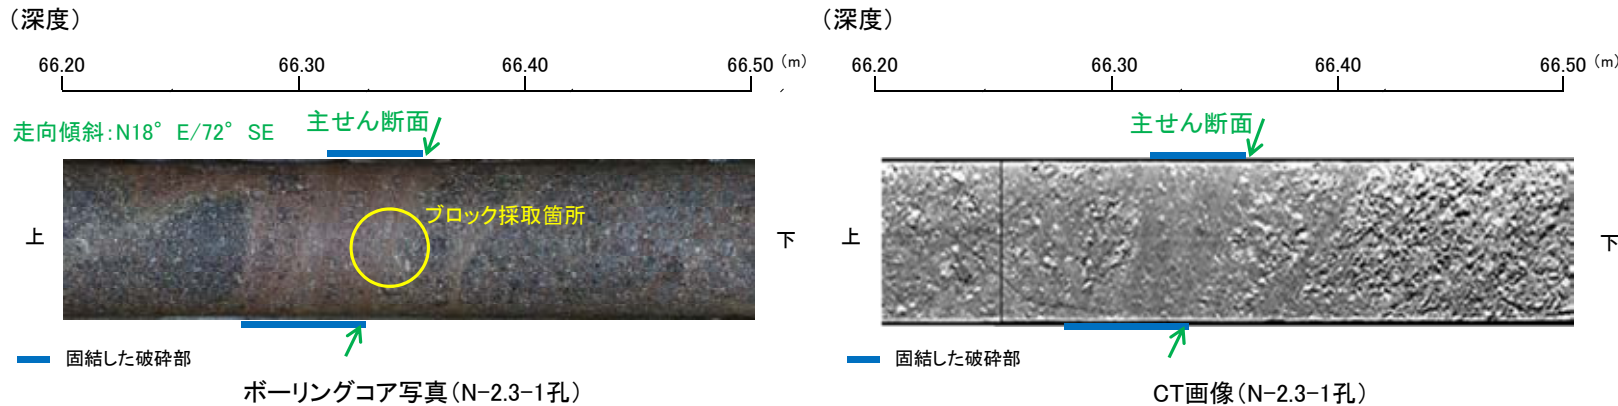 （深度）
66.20 66.30 66.40 66.50 (m)
走向傾斜：N18° E/72° SE
主せん断面
ブロック採取箇所
上
下
固結した破砕部
ボーリングコア写真（N-2.3-1孔）
（深度）
66.20 66.30 66.40 66.50 (m)
主せん断面
上
下
固結した破砕部
CT画像（N-2.3-1孔）